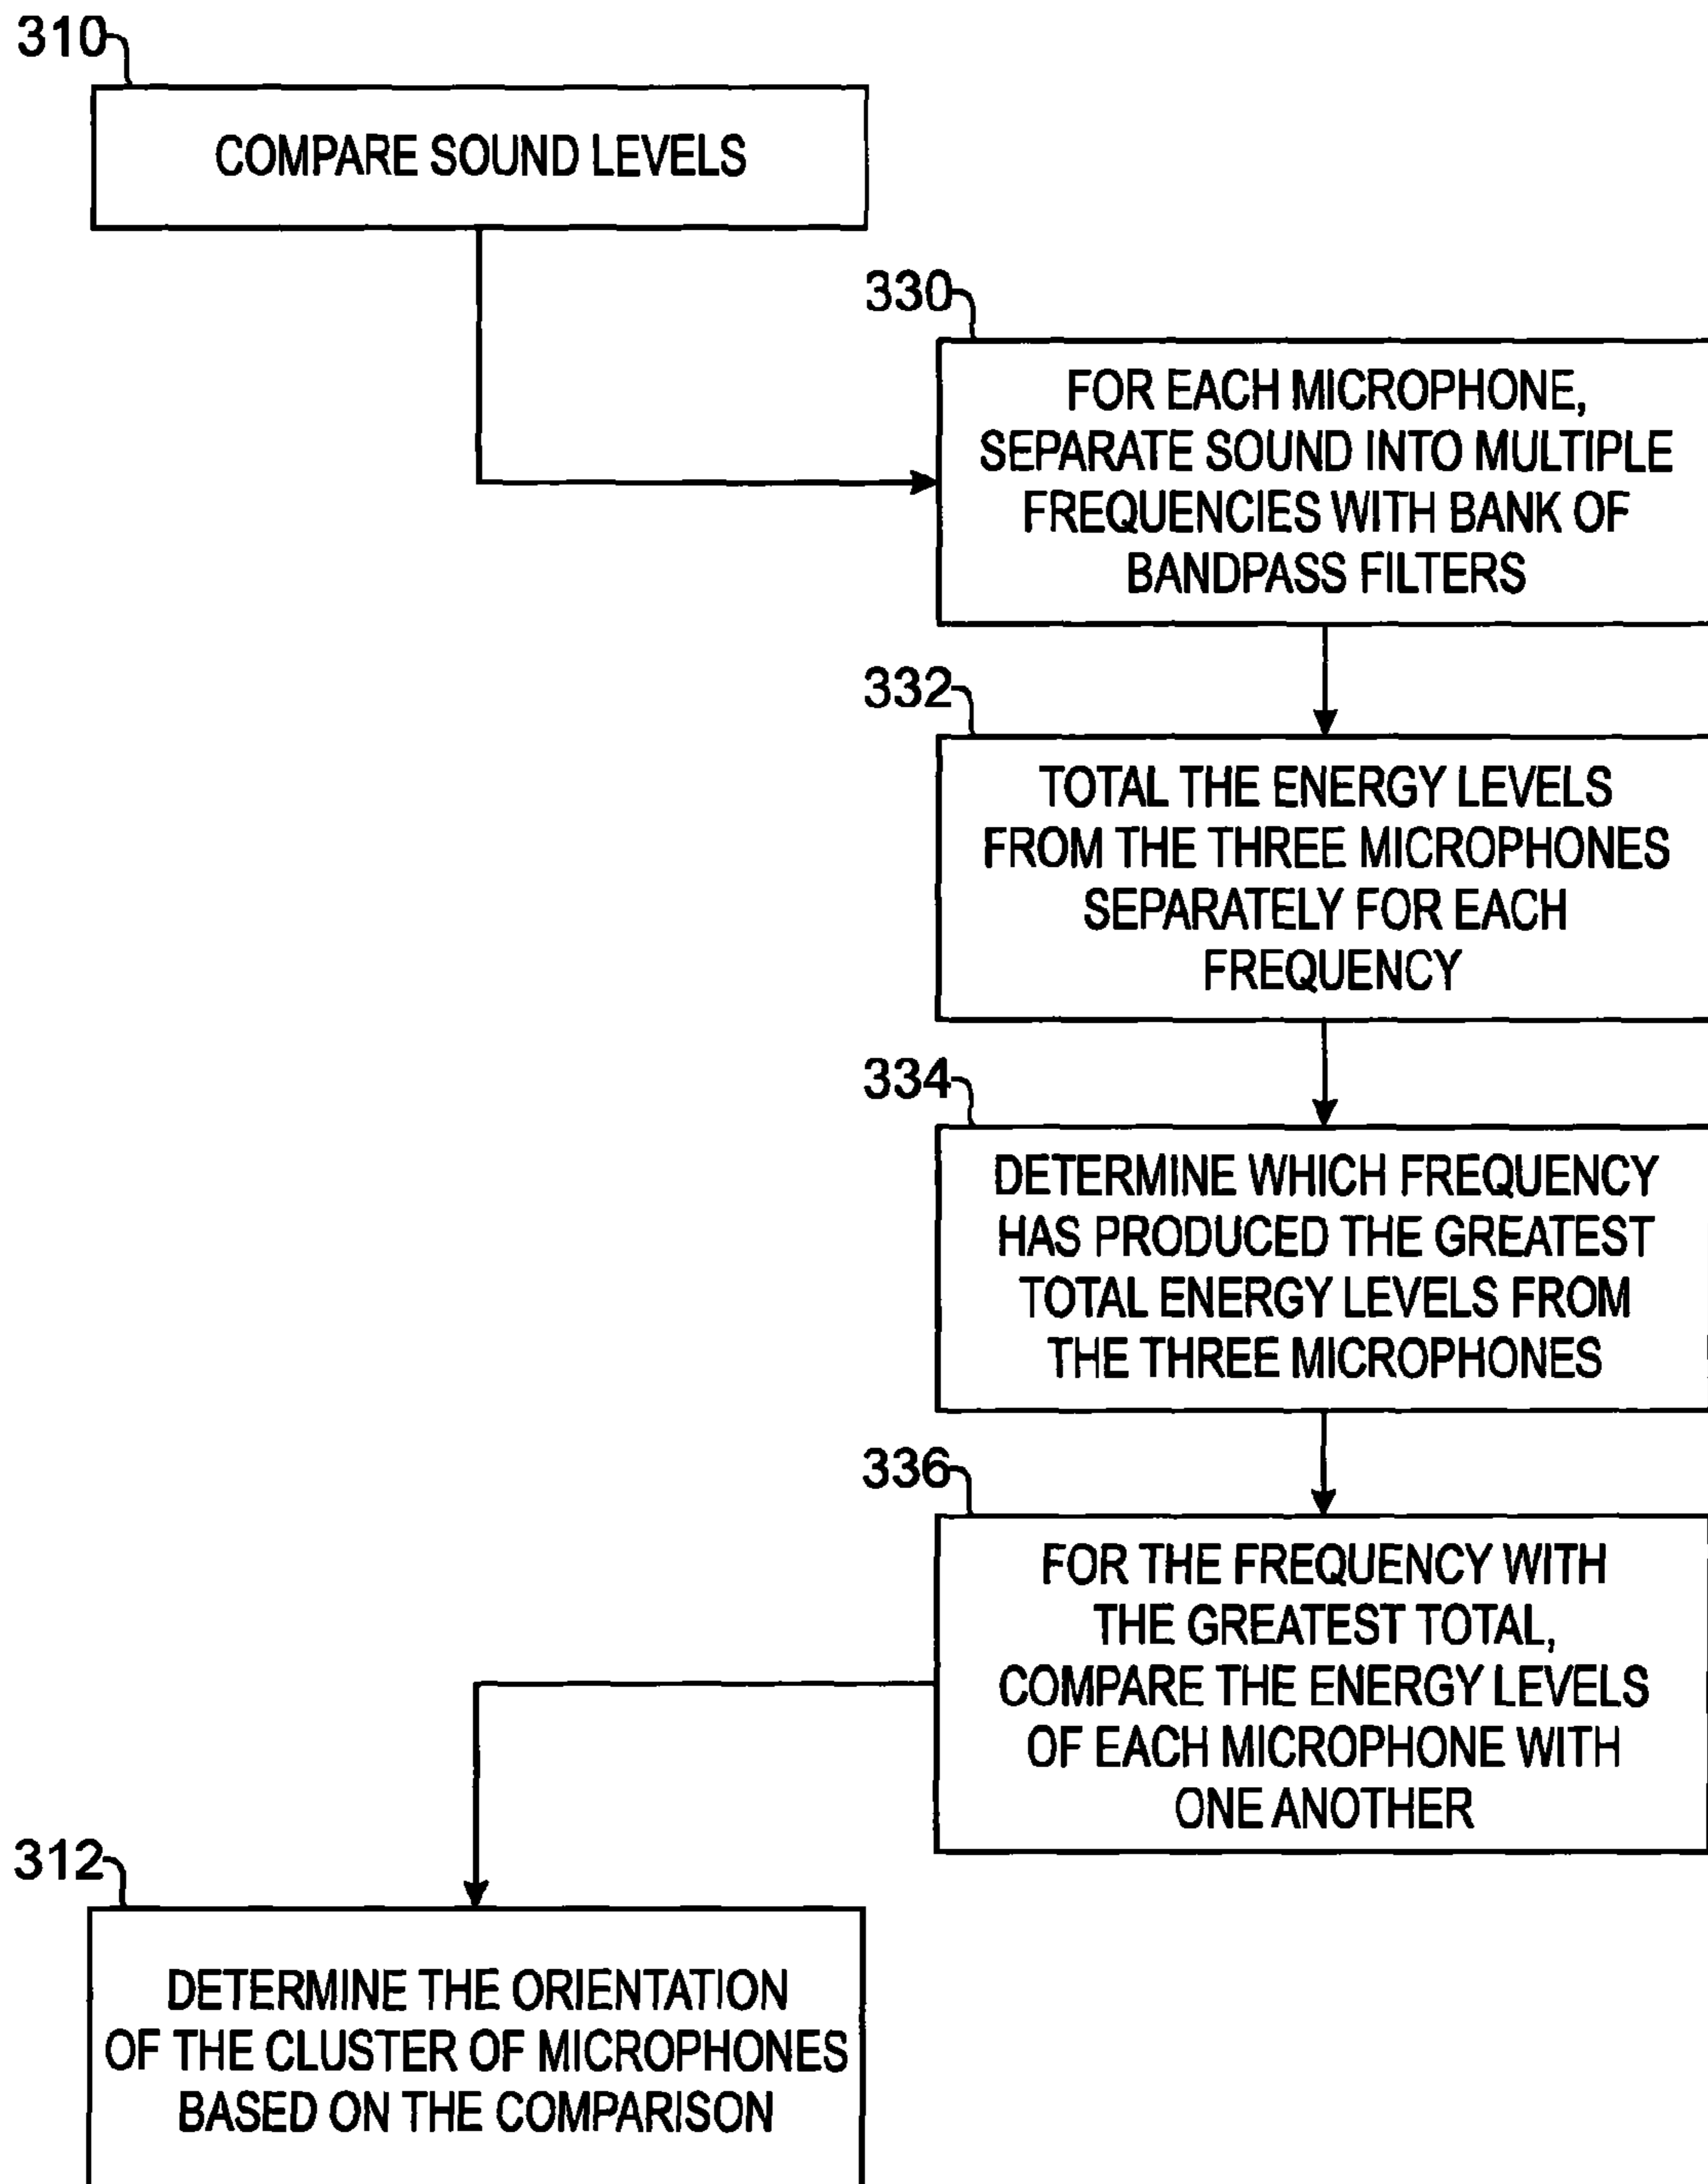 310
COMPARE SOUND LEVELS
330
FOR EACH MICROPHONE,
SEPARATE SOUND INTO MULTIPLE
FREQUENCIES WITH BANK OF
BANDPASS FILTERS
332
TOTAL THE ENERGY LEVELS
FROM THE THREE MICROPHONES
SEPARATELY FOR EACH
FREQUENCY
334
DETERMINE WHICH FREQUENCY
HAS PRODUCED THE GREATEST
TOTAL ENERGY LEVELS FROM
THE THREE MICROPHONES
336
FOR THE FREQUENCY WITH
THE GREATEST TOTAL,
COMPARE THE ENERGY LEVELS
OF EACH MICROPHONE WITH
ONE ANOTHER
312
DETERMINE THE ORIENTATION
OF THE CLUSTER OF MICROPHONES
BASED ON THE COMPARISON